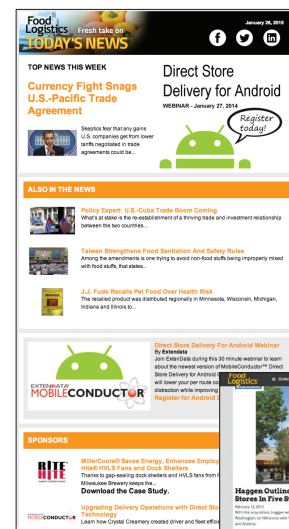 Food
Logistics
Fresh take on
TODAY'S NEWS
January 26, 2015
TOP NEWS THIS WEEK
Currency Fight Snags
U.S.-Pacific Trade
Agreement
Skeptics fear that any gains
U.S. companies get from lower
tariffs negotiated in trade
agreements could be...
Direct Store
Delivery for Android
WEBINAR - January 27, 2014
Register
today!
ALSO IN THE NEWS
Policy Expert: U.S.-Cuba Trade Boom Coming
What's at stake is the re-establishment of a thriving trade and investment relationship
between the two countries...
Taiwan Strengthens Food Sanitation And Safety Rules
Among the amendments is one trying to avoid non-food stuffs being improperly mixed
with food stuffs, that states...
J.J. Fuds Recalls Pet Food Over Health Risk
The recalled product was distributed regionally in Minnesota, Wisconsin, Michigan,
Indiana and Illinois to...
EXTENDATA
MOBILECONDUCTOR
Direct Store Delivery For Android Webinar
By Extendata
Join ExtenData during this 30 minute webinar to learn
about the newest version of MobileConductor™ Direct
Store Delivery for Android
will lower your per route
distraction while improving
Register for Android
SPONSORS
RITE
HITE
MillerCoors® Saves Energy, Enhances
Hite® HVLS Fans and Dock Shelters
Thanks to gap-sealing dock shelters and HVLS fans from
Milwaukee Brewery keeps the...
Download the Case Study.
MOBILECONDUCTOR
Upgrading Delivery Operations with Direct
Technology
Learn how Crystal Creamery created driver and fleet
Food
Logistics
Haggen
Stores In Five